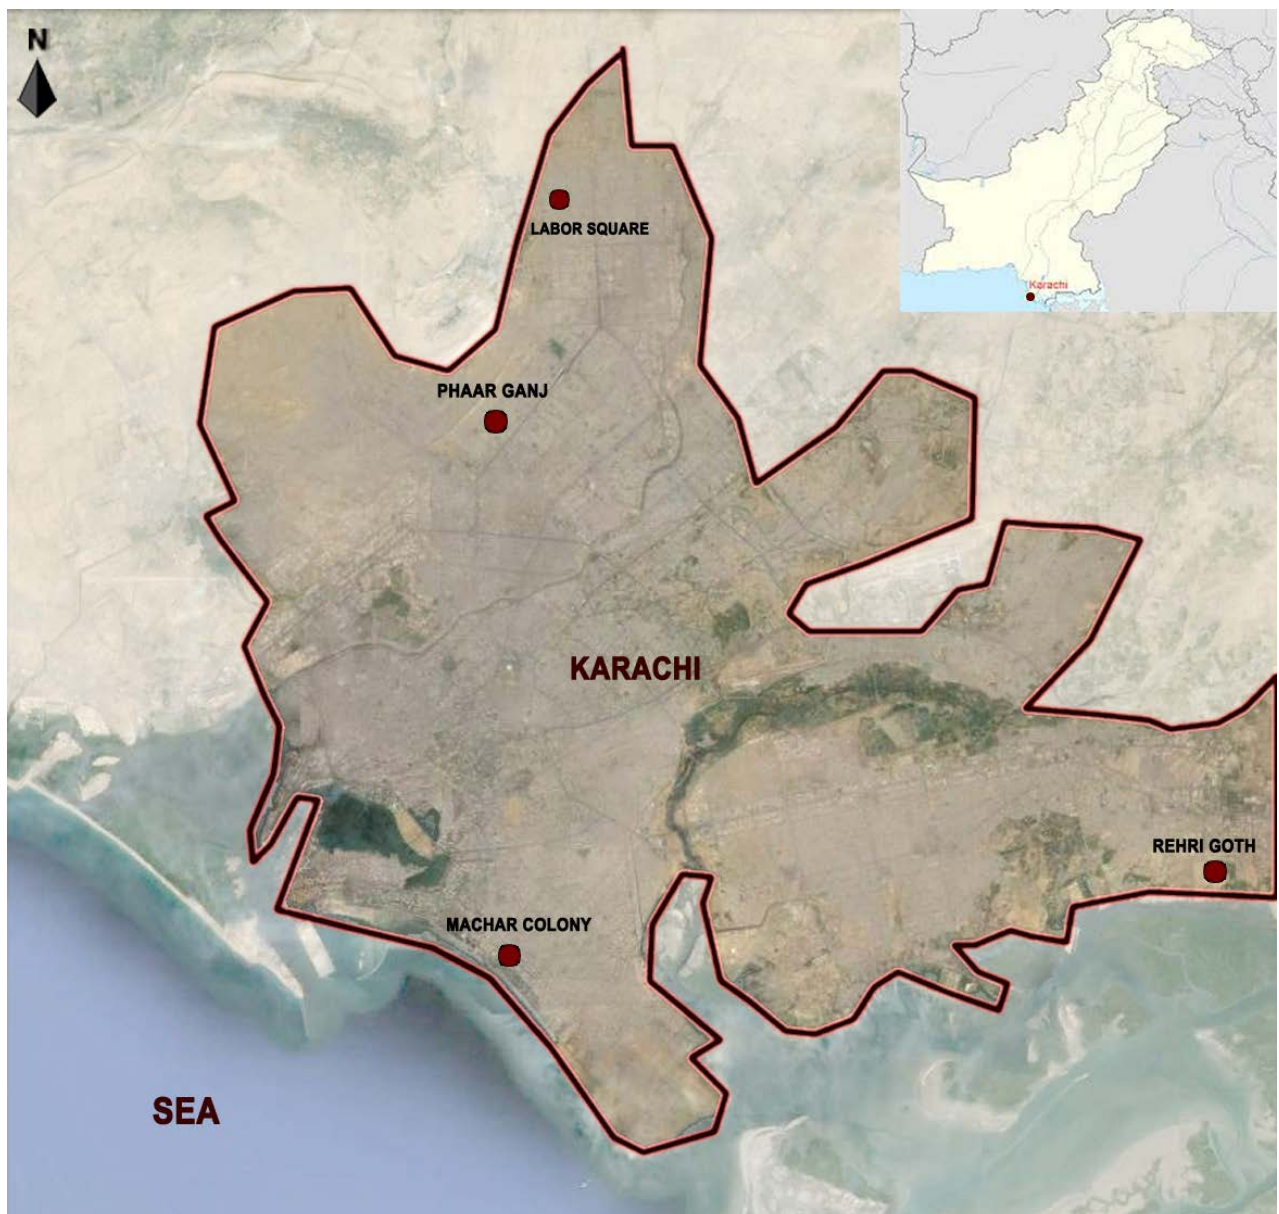 N
Karachi
LABOR SQUARE
PHAAR GANJ
KARACHI
REHRI GOTH
MACHAR COLONY
SEA